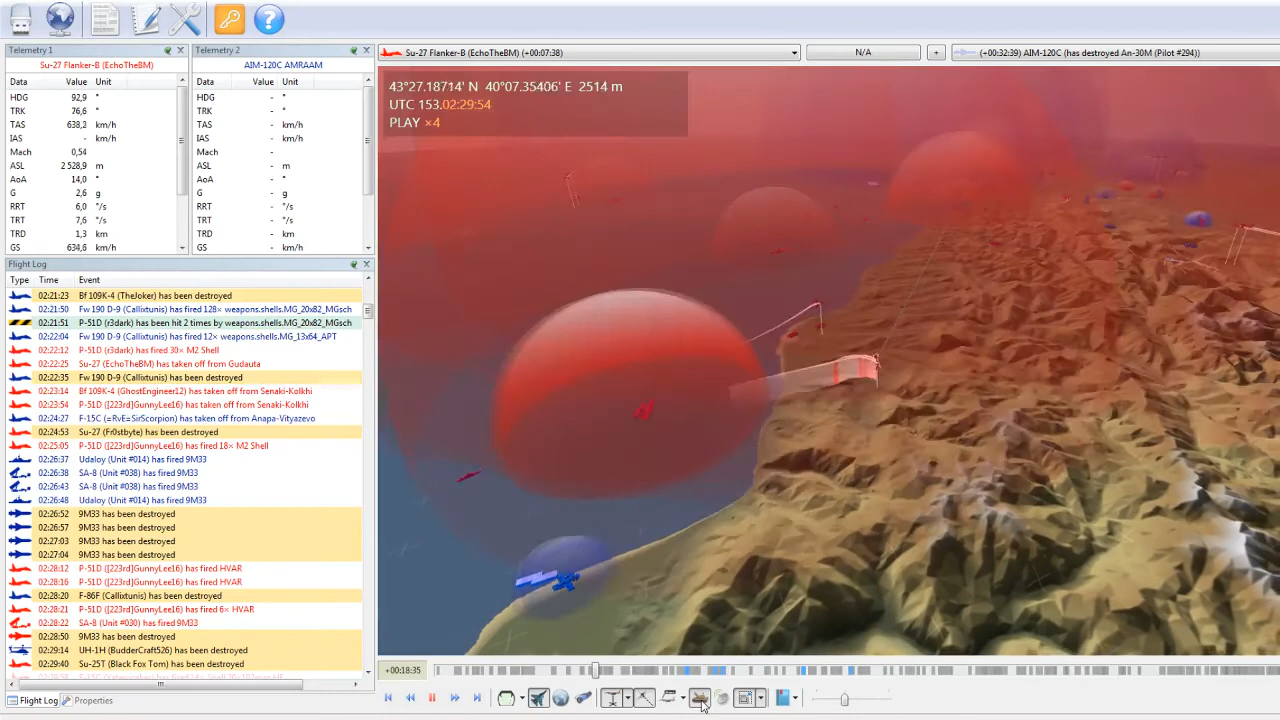 Telemetry 1
Su-27 Flanker-B (EchoTheBM)
Data Value Unit
HDG 92,9 °
TRK 76,6 °
TAS 638,2 km/h
IAS - km/h
Mach 0,54
ASL 2 528,9 m
AoA 14,0 °
G 2,6 g
RRT 6,0 °/s
TRT 7,6 °/s
TRD 1,3 km
GS 634,6 km/h
Telemetry 2
AIM-120C AMRAAM
Data Value Unit
HDG - °
TRK - °
TAS - km/h
IAS - km/h
Mach -
ASL - m
AoA - °
G - g
RRT - °/s
TRT - °/s
TRD - km
GS - km/h
Su-27 Flanker-B (EchoTheBM) (+00:07:38)
N/A
+
(+00:32:39) AIM-120C (has destroyed An-30M (Pilot #294))
43°27.18714' N 40°07.35406' E 2514 m
UTC 153.02:29:54
PLAY ×4
Flight Log
Type Time Event
02:21:23 Bf 109K-4 (TheJoker) has been destroyed
02:21:50 Fw 190 D-9 (Callixtunis) has fired 128× weapons.shells.MG_20x82_MGsch
02:21:51 P-51D (r3dark) has been hit 2 times by weapons.shells.MG_20x82_MGsch
02:22:04 Fw 190 D-9 (Callixtunis) has fired 12× weapons.shells.MG_13x64_APT
02:22:12 P-51D (r3dark) has fired 30× M2 Shell
02:22:25 Su-27 (EchoTheBM) has taken off from Gudauta
02:22:35 Fw 190 D-9 (Callixtunis) has been destroyed
02:23:14 Bf 109K-4 (GhostEngineer12) has taken off from Senaki-Kolkhi
02:23:54 P-51D ([223rd]GunnyLee16) has taken off from Senaki-Kolkhi
02:24:27 F-15C (=RvE=SirScorpion) has taken off from Anapa-Vityazevo
02:24:53 Su-27 (Fr0stbyte) has been destroyed
02:25:05 P-51D ([223rd]GunnyLee16) has fired 18× M2 Shell
02:26:37 Udaloy (Unit #014) has fired 9M33
02:26:38 SA-8 (Unit #038) has fired 9M33
02:26:43 SA-8 (Unit #038) has fired 9M33
02:26:47 Udaloy (Unit #014) has fired 9M33
02:26:52 9M33 has been destroyed
02:26:57 9M33 has been destroyed
02:27:03 9M33 has been destroyed
02:27:04 9M33 has been destroyed
02:28:12 P-51D ([223rd]GunnyLee16) has fired HVAR
02:28:16 P-51D ([223rd]GunnyLee16) has fired HVAR
02:28:20 F-86F (Callixtunis) has been destroyed
02:28:21 P-51D ([223rd]GunnyLee16) has fired 6× HVAR
02:28:22 SA-8 (Unit #030) has fired 9M33
02:28:50 9M33 has been destroyed
02:29:14 UH-1H (BudderCraft526) has been destroyed
02:29:40 Su-25T (Black Fox Tom) has been destroyed
+00:18:35
Flight Log Properties